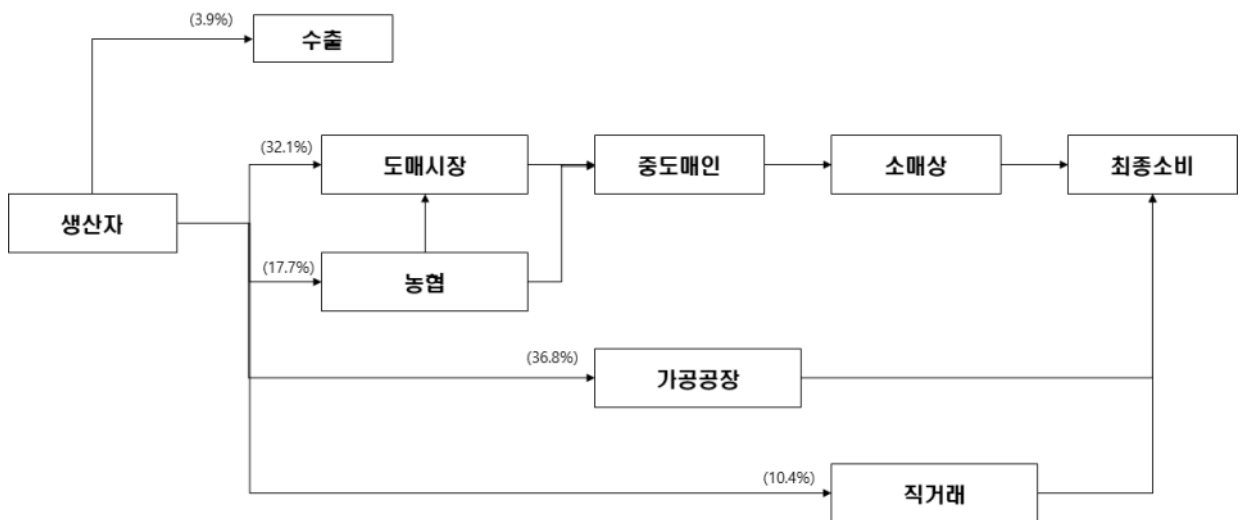 (3.9%)
수출
(32.1%)
도매시장
중도매인
소매상
최종소비
생산자
(17.7%)
농협
(36.8%)
가공공장
(10.4%)
직거래